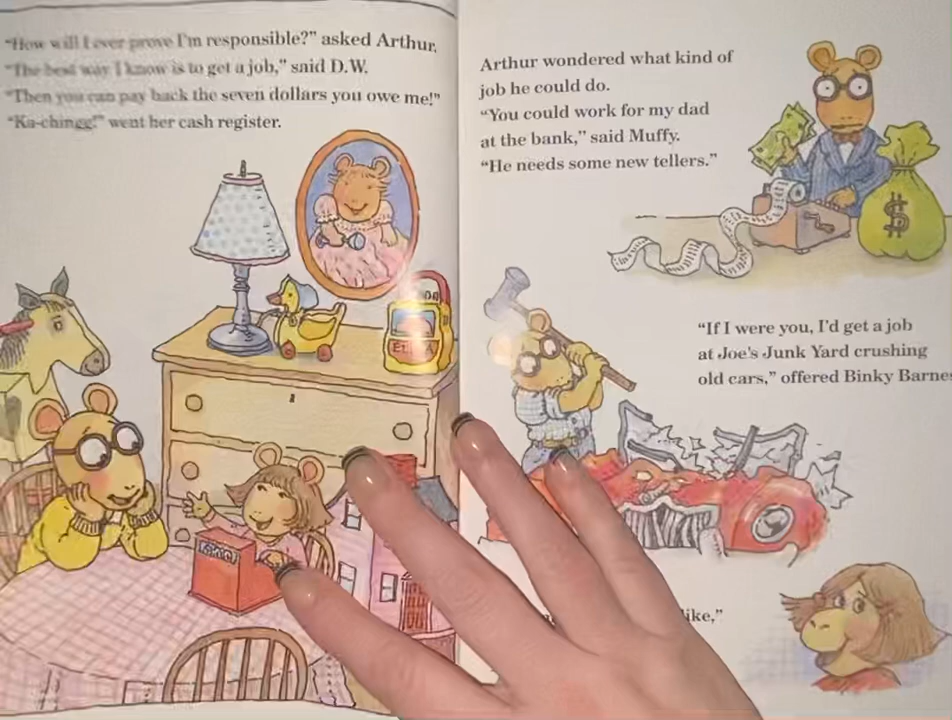 "How will I ever prove I'm responsible?" asked Arthur.
"The best way I know is to get a job," said D.W.
"Then you can pay back the seven dollars you owe me!"
"Ka-chingg!" went her cash register.
Arthur wondered what kind of
job he could do.
"You could work for my dad
at the bank," said Muffy.
"He needs some new tellers."
$
"If I were you, I'd get a job
at Joe's Junk Yard crushing
old cars," offered Binky Barnes
like,"